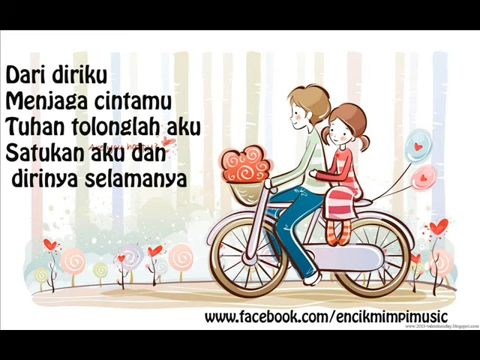 Dari diriku
Menjaga cintamu
Tuhan tolonglah aku
Satukan aku dan
dirinya selamanya
www.facebook.com/encikmimpimusic